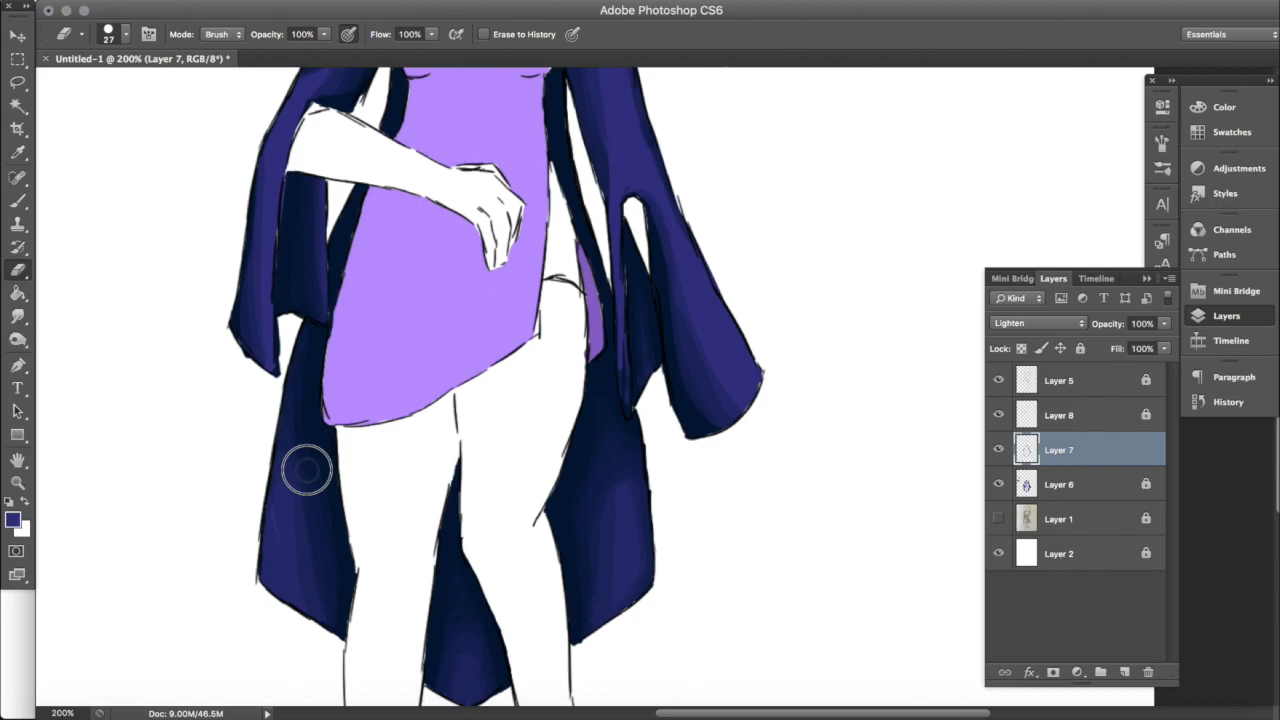 Adobe Photoshop CS6
27
Mode: Brush Opacity: 100% Flow: 100% Erase to History Essentials
Untitled-1 @ 200% (Layer 7, RGB/8*) *
Color
Swatches
Adjustments
Styles
Channels
Paths
Mb Mini Bridge
Layers
Timeline
Paragraph
History
Mini Bridg Layers Timeline
Kind
Lighten Opacity: 100%
Lock: Fill: 100%
Layer 5
Layer 8
Layer 7
Layer 6
Layer 1
Layer 2
200% Doc: 9.00M/46.5M